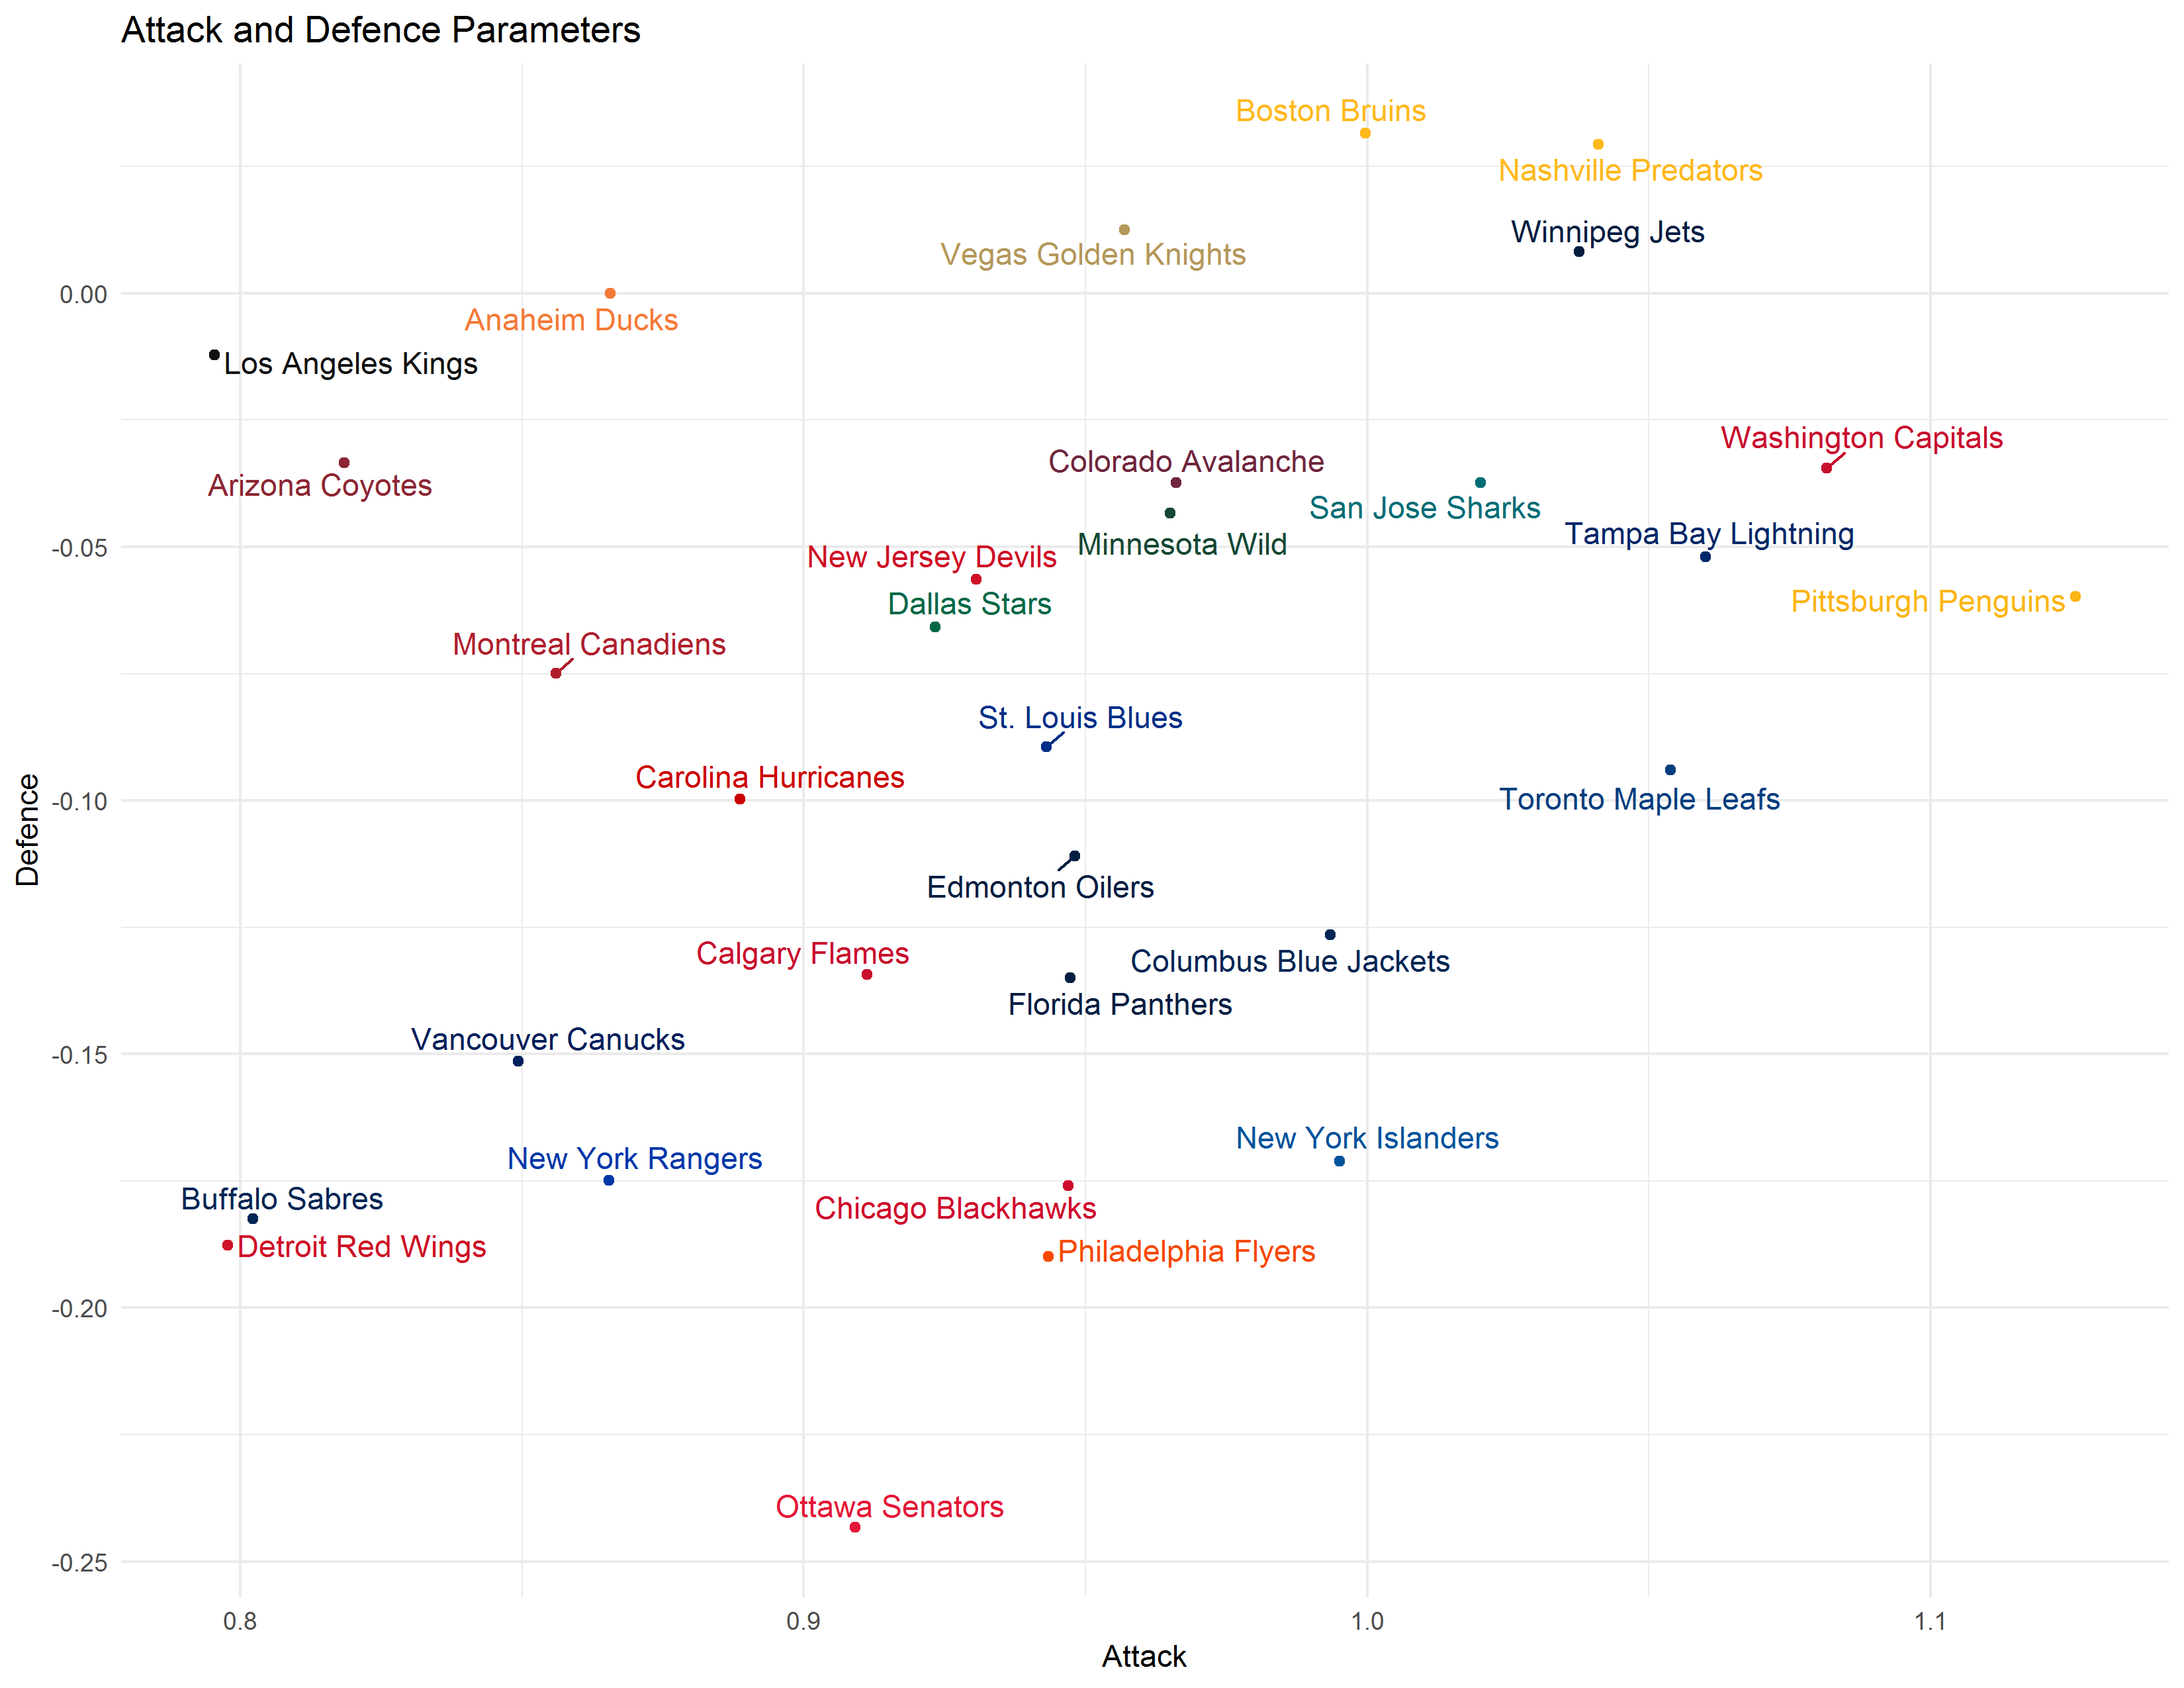 Attack and Defence Parameters
Boston Bruins
Nashville Predators
Winnipeg Jets
Vegas Golden Knights
0.00
Anaheim Ducks
Los Angeles Kings
Washington Capitals
Colorado Avalanche
Arizona Coyotes
San Jose Sharks
Tampa Bay Lightning
Minnesota Wild
-0.05
New Jersey Devils
Pittsburgh Penguins
Dallas Stars
Montreal Canadiens
St. Louis Blues
Carolina Hurricanes
Toronto Maple Leafs
-0.10
Defence
Edmonton Oilers
Calgary Flames
Columbus Blue Jackets
Florida Panthers
Vancouver Canucks
-0.15
New York Islanders
New York Rangers
Buffalo Sabres
Chicago Blackhawks
Detroit Red Wings
Philadelphia Flyers
-0.20
Ottawa Senators
-0.25
0.8
0.9
1.0
1.1
Attack